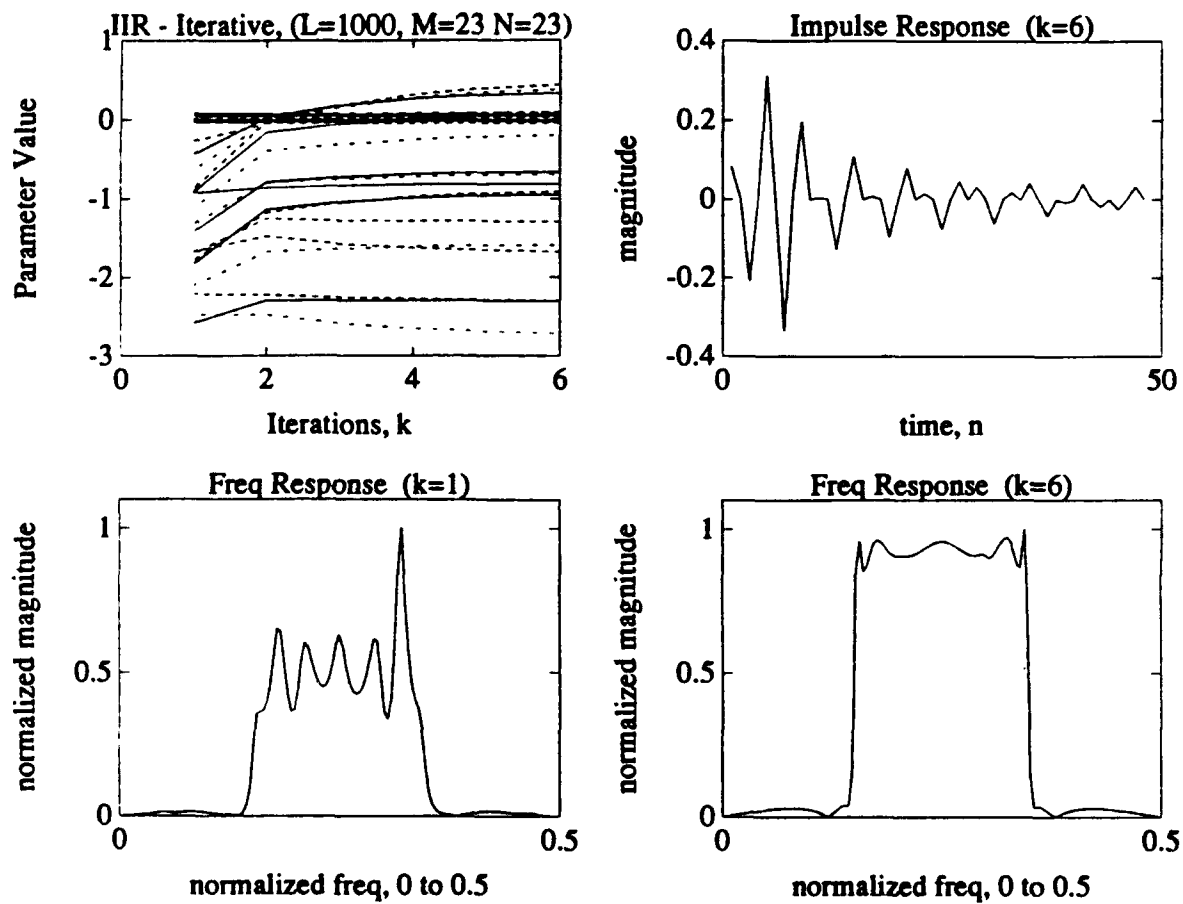 IIR - Iterative, (L=1000, M=23 N=23)
1
0
-1
-2
-3
Parameter Value
0
2
4
6
Iterations, k
Impulse Response (k=6)
0.4
0.2
0
-0.2
-0.4
magnitude
0
50
time, n
Freq Response (k=1)
1
0.5
0
normalized magnitude
0
0.5
normalized freq, 0 to 0.5
Freq Response (k=6)
1
0.5
0
normalized magnitude
0
0.5
normalized freq, 0 to 0.5